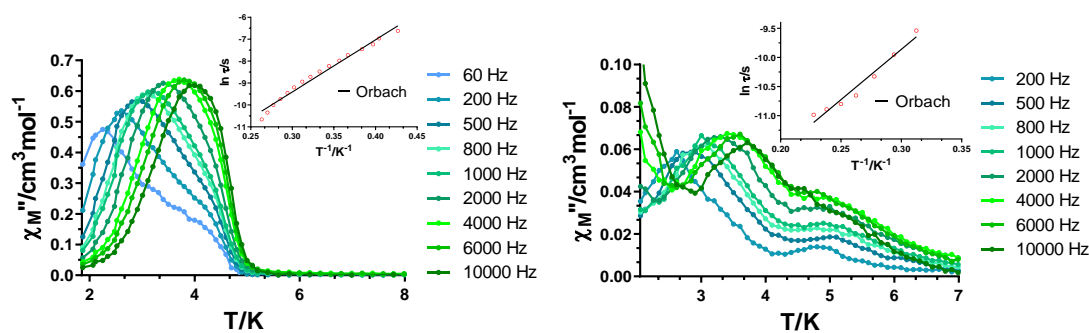 -6
-7
-8
-9
-10
-11
ln τ/s
Orbach
0.25 0.30 0.35 0.40 0.45
T⁻¹/K⁻¹
0.7
0.6
0.5
0.4
0.3
0.2
0.1
0.0
χM''/cm³mol⁻¹
2 4 6 8
T/K
60 Hz
200 Hz
500 Hz
800 Hz
1000 Hz
2000 Hz
4000 Hz
6000 Hz
10000 Hz
-9.5
-10.0
-10.5
-11.0
ln τ/s
Orbach
0.20 0.25 0.30 0.35
T⁻¹/K⁻¹
0.10
0.08
0.06
0.04
0.02
0.00
χM''/cm³mol⁻¹
3 4 5 6 7
T/K
200 Hz
500 Hz
800 Hz
1000 Hz
2000 Hz
4000 Hz
6000 Hz
10000 Hz